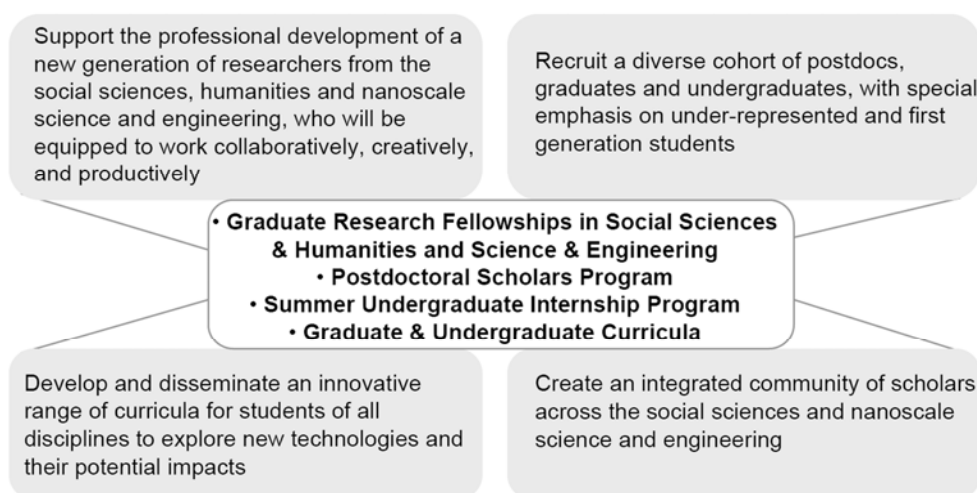 Support the professional development of a
new generation of researchers from the
social sciences, humanities and nanoscale
science and engineering, who will be
equipped to work collaboratively, creatively,
and productively
Recruit a diverse cohort of postdocs,
graduates and undergraduates, with special
emphasis on under-represented and first
generation students
• Graduate Research Fellowships in Social Sciences
& Humanities and Science & Engineering
• Postdoctoral Scholars Program
• Summer Undergraduate Internship Program
• Graduate & Undergraduate Curricula
Develop and disseminate an innovative
range of curricula for students of all
disciplines to explore new technologies and
their potential impacts
Create an integrated community of scholars
across the social sciences and nanoscale
science and engineering